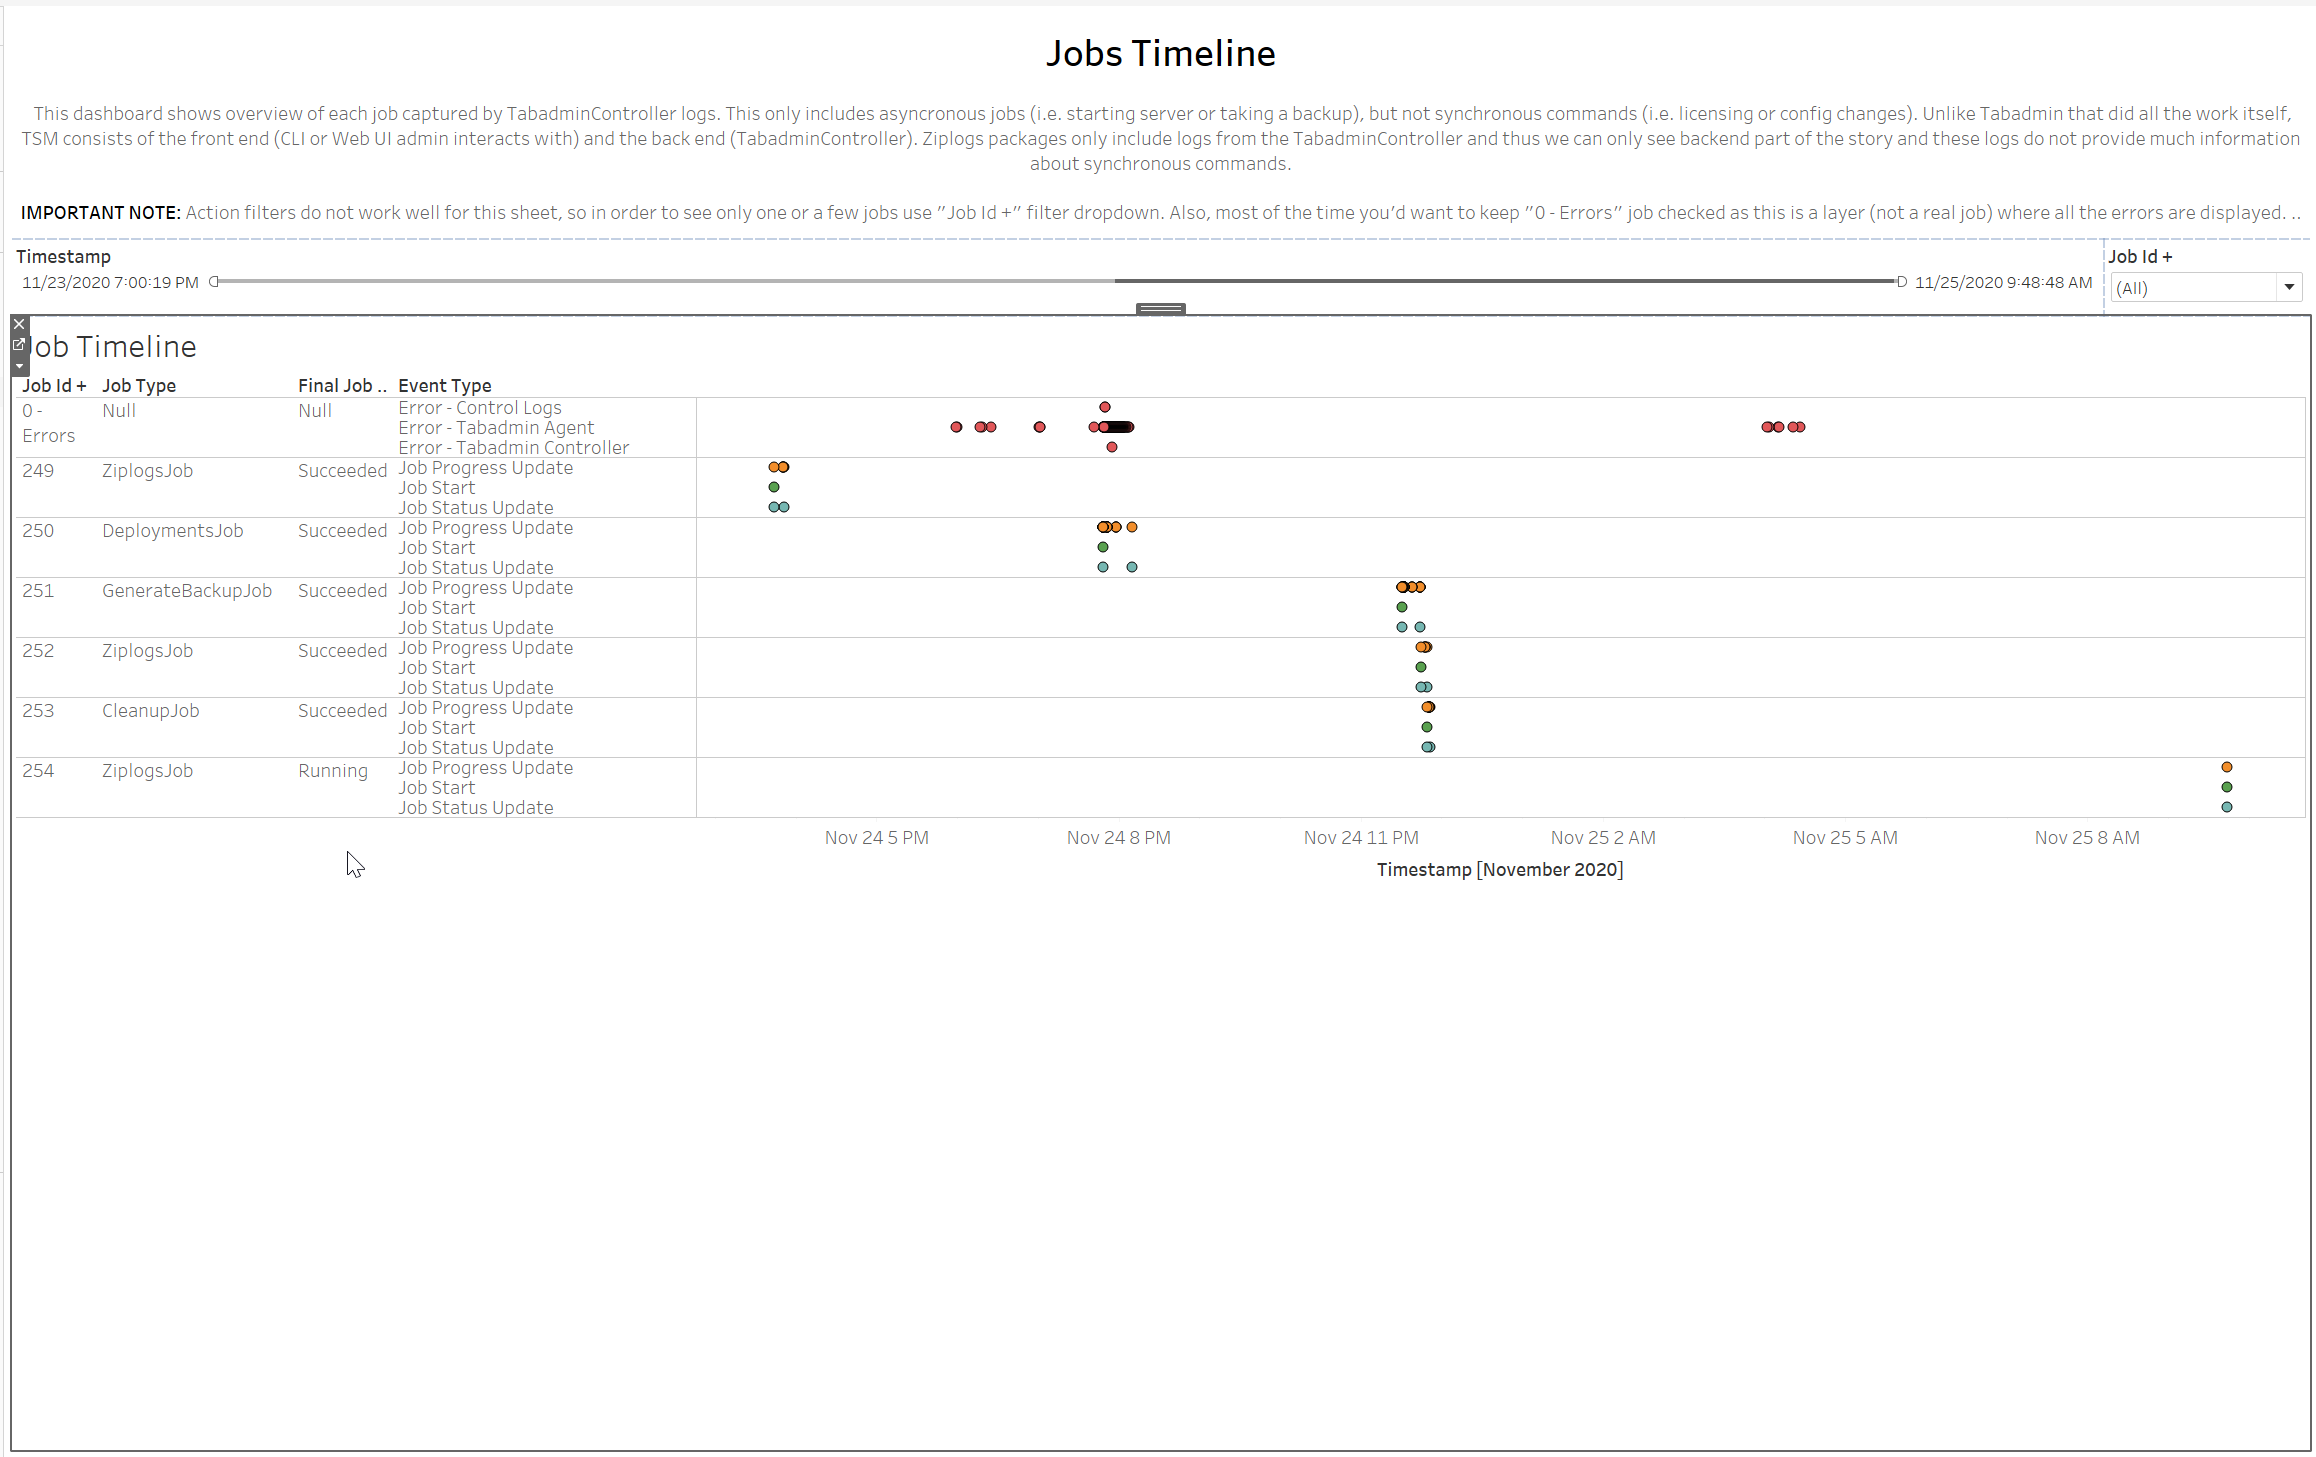 Jobs Timeline
This dashboard shows overview of each job captured by TabadminController logs. This only includes asyncronous jobs (i.e. starting server or taking a backup), but not synchronous commands (i.e. licensing or config changes). Unlike Tabadmin that did all the work itself,
TSM consists of the front end (CLI or Web UI admin interacts with) and the back end (TabadminController). Ziplogs packages only include logs from the TabadminController and thus we can only see backend part of the story and these logs do not provide much information
about synchronous commands.
IMPORTANT NOTE: Action filters do not work well for this sheet, so in order to see only one or a few jobs use "Job Id +" filter dropdown. Also, most of the time you'd want to keep "0 - Errors" job checked as this is a layer (not a real job) where all the errors are displayed. ..
Timestamp
11/23/2020 7:00:19 PM
11/25/2020 9:48:48 AM
Job Id +
(All)
Job Timeline
Job Id + Job Type Final Job .. Event Type
0 - Errors Null Null Error - Control Logs
Error - Tabadmin Agent
Error - Tabadmin Controller
249 ZiplogsJob Succeeded Job Progress Update
Job Start
Job Status Update
250 DeploymentsJob Succeeded Job Progress Update
Job Start
Job Status Update
251 GenerateBackupJob Succeeded Job Progress Update
Job Start
Job Status Update
252 ZiplogsJob Succeeded Job Progress Update
Job Start
Job Status Update
253 CleanupJob Succeeded Job Progress Update
Job Start
Job Status Update
254 ZiplogsJob Running Job Progress Update
Job Start
Job Status Update
Nov 24 5 PM Nov 24 8 PM Nov 24 11 PM Nov 25 2 AM Nov 25 5 AM Nov 25 8 AM
Timestamp [November 2020]